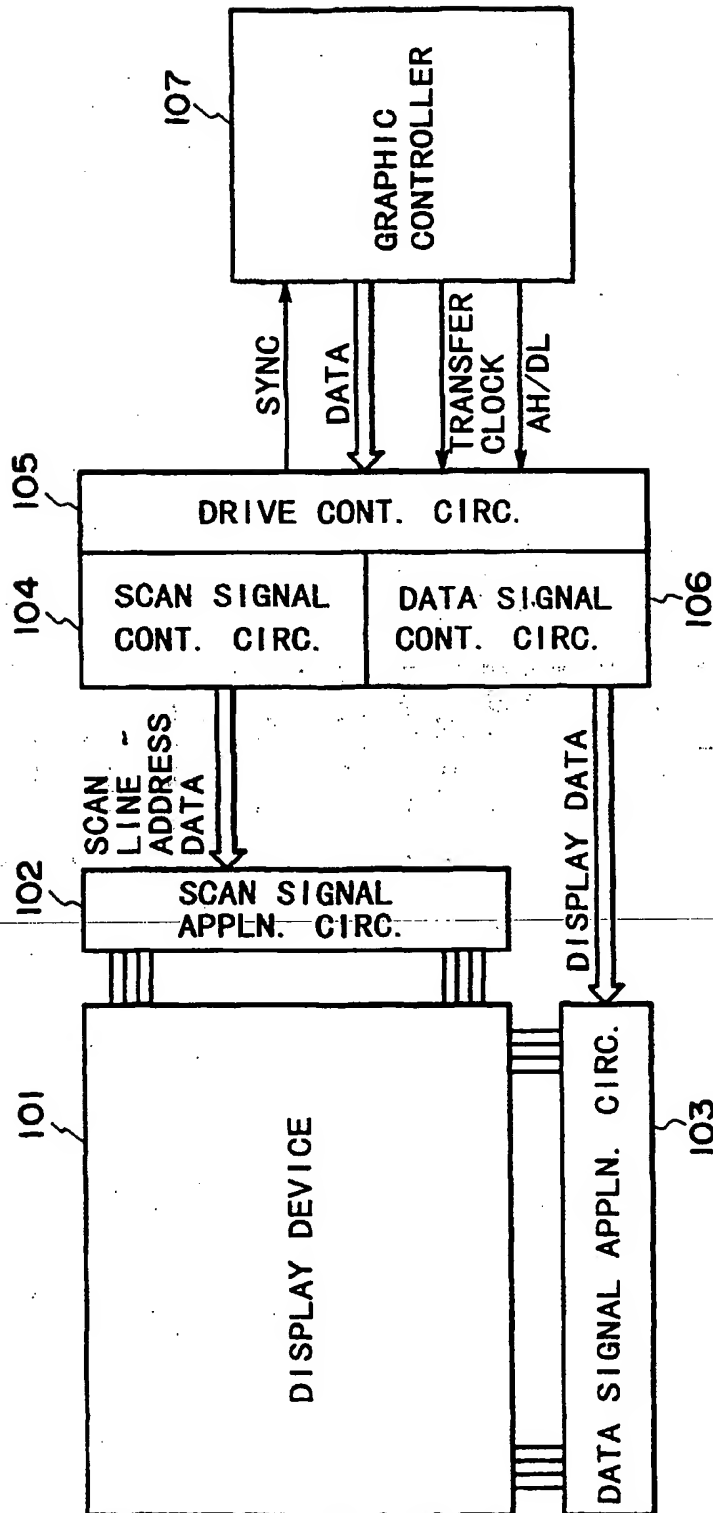 101
DISPLAY DEVICE
102
SCAN SIGNAL
APPLN. CIRC.
103
DATA SIGNAL APPLN. CIRC.
SCAN
LINE
ADDRESS
DATA
DISPLAY DATA
104
SCAN SIGNAL
CONT. CIRC.
105
DRIVE CONT. CIRC.
DATA SIGNAL
CONT. CIRC.
106
SYNC
DATA
TRANSFER
CLOCK
AH/DL
107
GRAPHIC
CONTROLLER